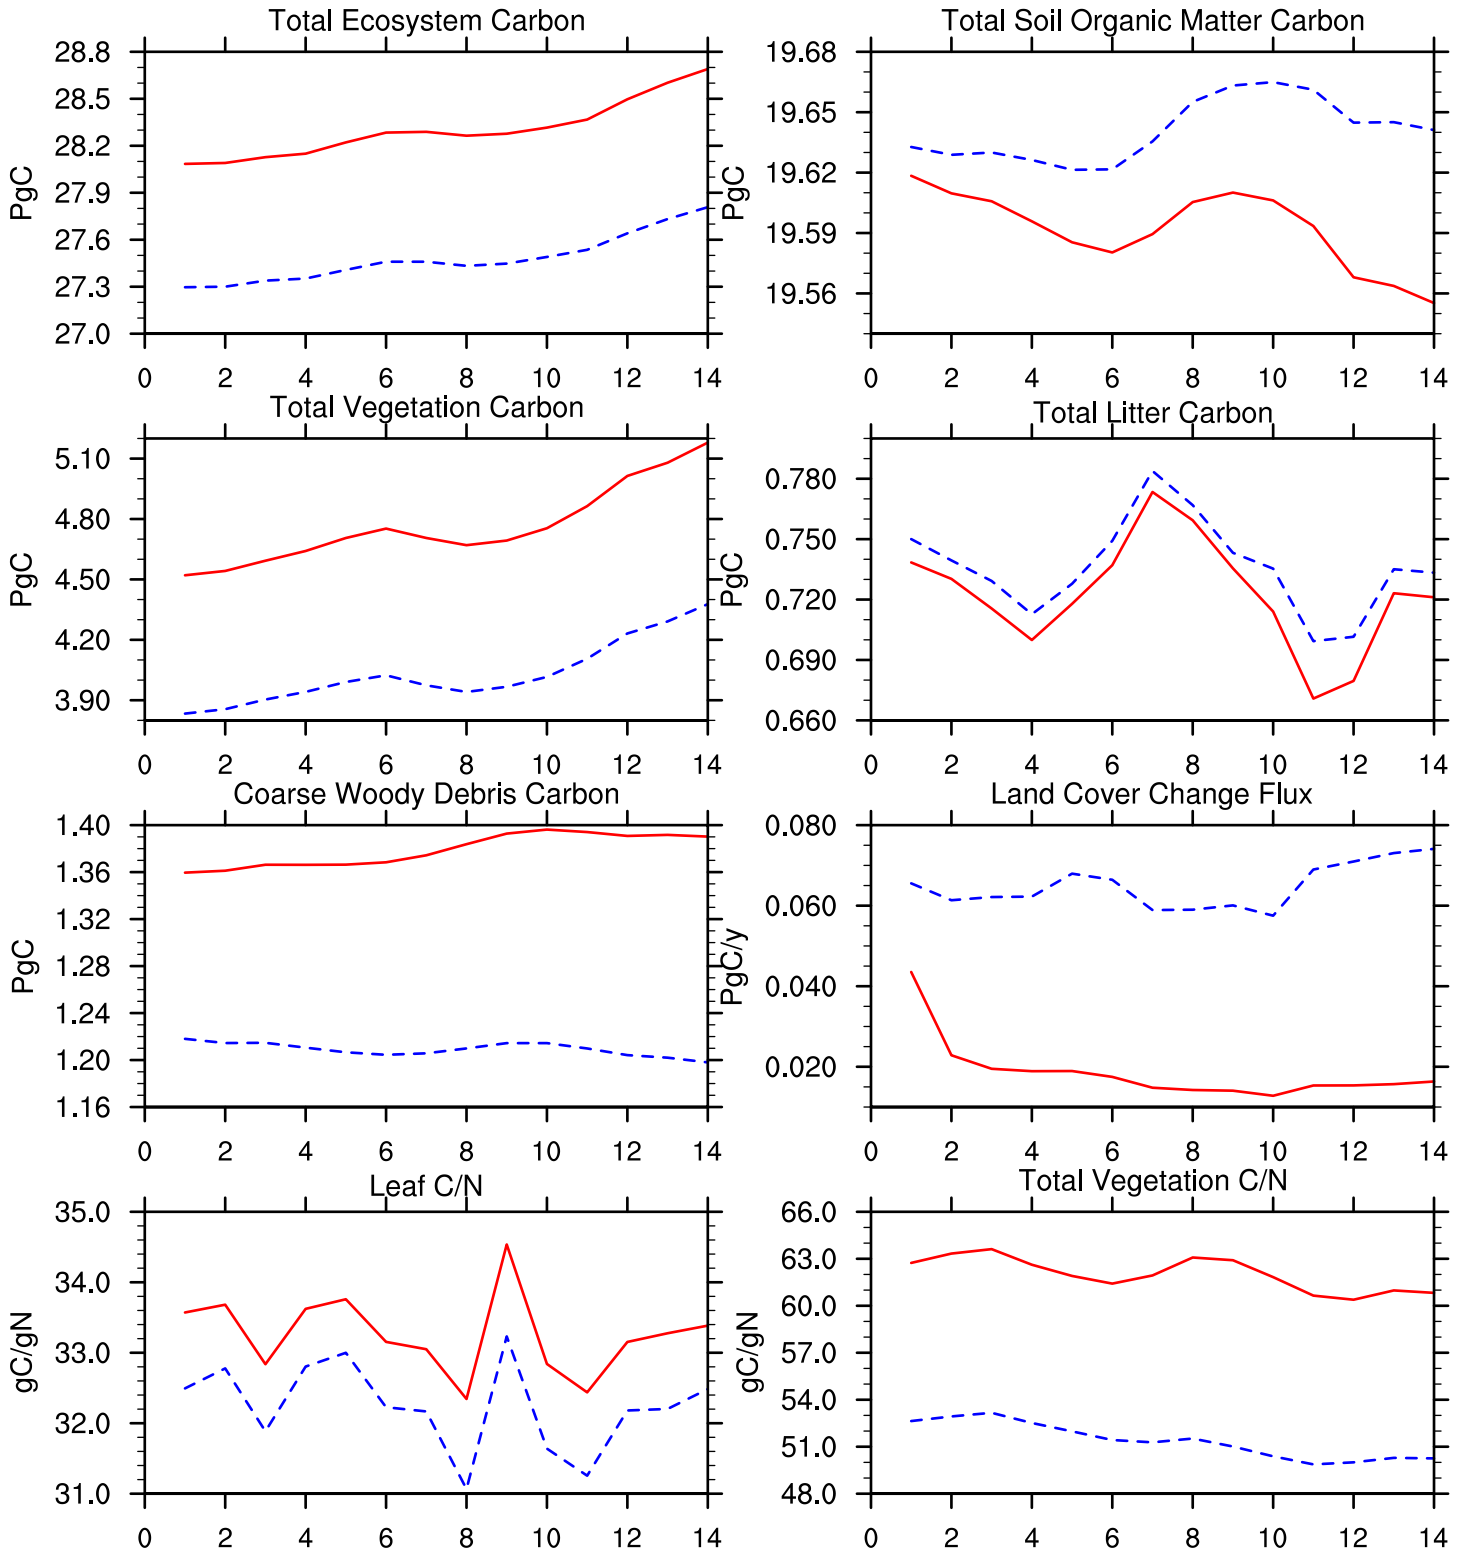 Total Ecosystem Carbon
28.8
28.5
28.2
27.9
27.6
27.3
27.0
PgC
0 2 4 6 8 10 12 14
Total Soil Organic Matter Carbon
19.68
19.65
19.62
19.59
19.56
PgC
0 2 4 6 8 10 12 14
Total Vegetation Carbon
5.10
4.80
4.50
4.20
3.90
PgC
0 2 4 6 8 10 12 14
Total Litter Carbon
0.780
0.750
0.720
0.690
0.660
PgC
0 2 4 6 8 10 12 14
Coarse Woody Debris Carbon
1.40
1.36
1.32
1.28
1.24
1.20
1.16
PgC
0 2 4 6 8 10 12 14
Land Cover Change Flux
0.080
0.060
0.040
0.020
PgC/y
0 2 4 6 8 10 12 14
Leaf C/N
35.0
34.0
33.0
32.0
31.0
gC/gN
0 2 4 6 8 10 12 14
Total Vegetation C/N
66.0
63.0
60.0
57.0
54.0
51.0
48.0
gC/gN
0 2 4 6 8 10 12 14